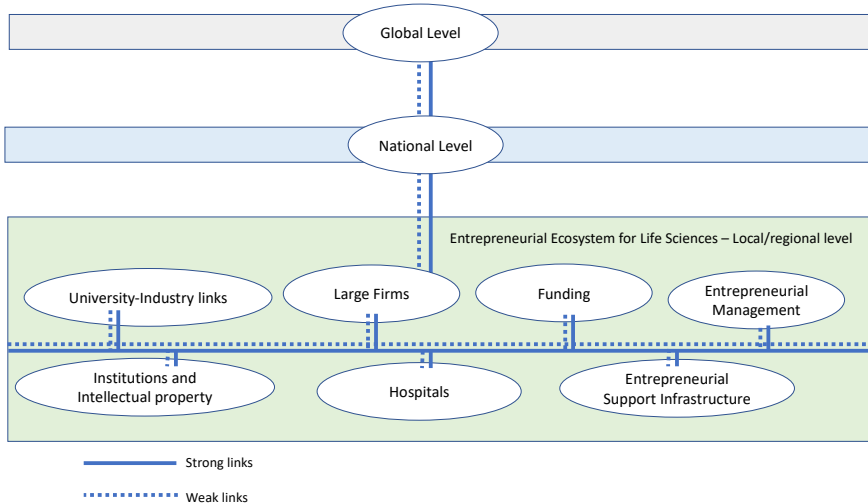 Global Level
National Level
Entrepreneurial Ecosystem for Life Sciences – Local/regional level
University-Industry links
Large Firms
Funding
Entrepreneurial
Management
Institutions and
Intellectual property
Hospitals
Entrepreneurial
Support Infrastructure
Strong links
Weak links